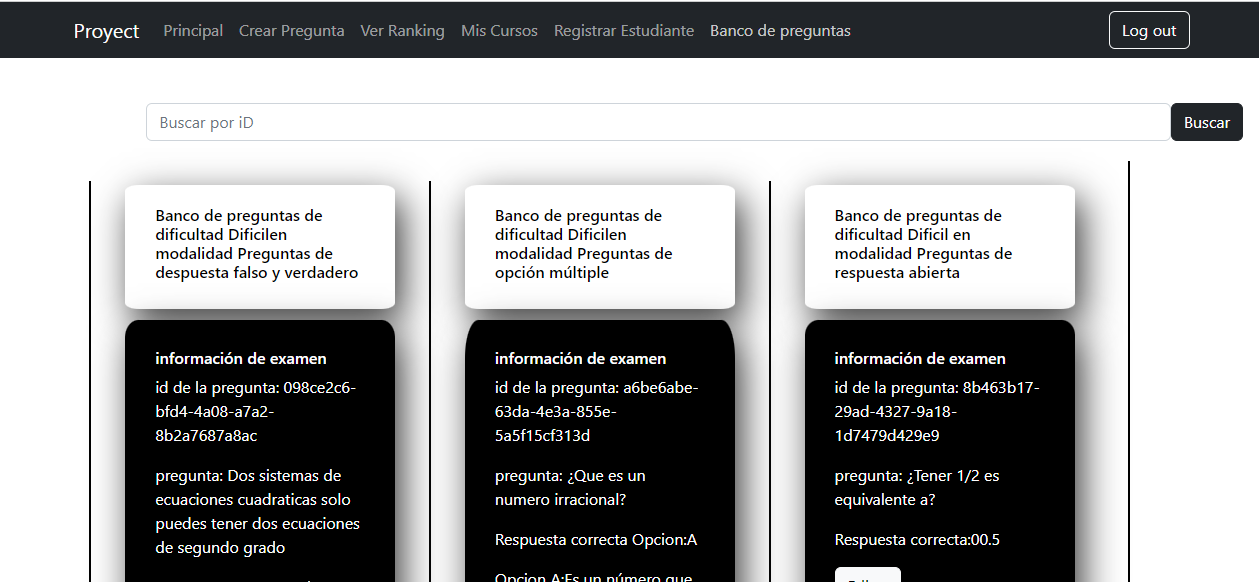 Proyect Principal Crear Pregunta Ver Ranking Mis Cursos Registrar Estudiante Banco de preguntas Log out
Buscar por iD Buscar
Banco de preguntas de
dificultad Dificilen
modalidad Preguntas de
despuesta falso y verdadero
información de examen
id de la pregunta: 098ce2c6-
bfd4-4a08-a7a2-
8b2a7687a8ac
pregunta: Dos sistemas de
ecuaciones cuadraticas solo
puedes tener dos ecuaciones
de segundo grado
Banco de preguntas de
dificultad Dificilen
modalidad Preguntas de
opción múltiple
información de examen
id de la pregunta: a6be6abe-
63da-4e3a-855e-
5a5f15cf313d
pregunta: ¿Que es un
numero irracional?
Respuesta correcta Opcion:A
Opcion A:Es un número que
Banco de preguntas de
dificultad Dificil en
modalidad Preguntas de
respuesta abierta
información de examen
id de la pregunta: 8b463b17-
29ad-4327-9a18-
1d7479d429e9
pregunta: ¿Tener 1/2 es
equivalente a?
Respuesta correcta:00.5